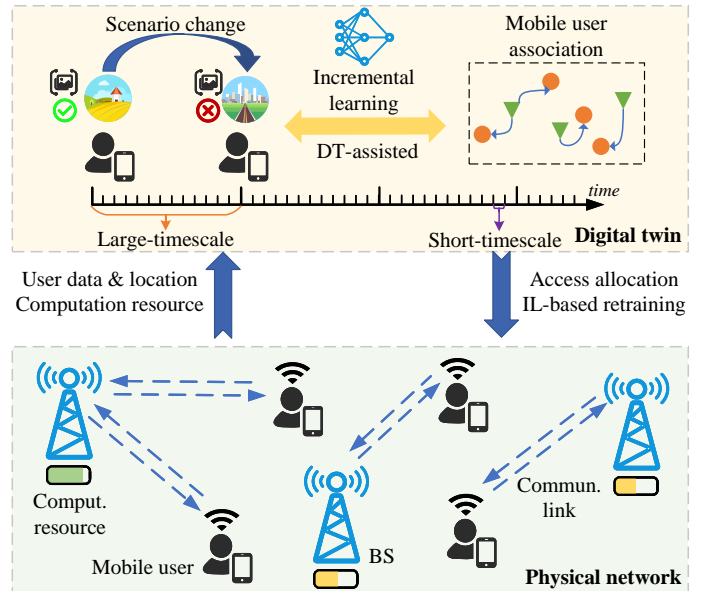 Scenario change
Mobile user
association
Incremental
learning
DT-assisted
time
Large-timescale
Short-timescale
Digital twin
User data & location
Computation resource
Access allocation
IL-based retraining
Comput.
resource
Commun.
link
Mobile user
BS
Physical network